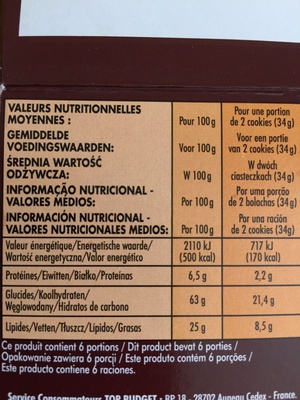 VALEURS NUTRITIONNELLES
MOYENNES :
Pour 100 g
Pour une portion
de 2 cookies (34 g)
GEMIDDELDE
VOEDINGSWAARDEN:
Voor 100 g
Voor een portie
van 2 cookies (34 g)
ŚREDNIA WARTOŚĆ
ODŻYWCZA:
W 100 g
W dwóch
ciasteczkach (34 g)
INFORMAÇÃO NUTRICIONAL -
VALORES MÉDIOS:
Por 100 g
Por uma porção
de 2 bolachas (34 g)
INFORMACIÓN NUTRICIONAL -
VALORES NUTRICIONALES MEDIOS:
Por 100 g
Por una ración
de 2 cookies (34 g)
Valeur énergétique/Energetische waarde/
Wartość energetyczna/Valor energético
2110 kJ
(500 kcal)
717 kJ
(170 kcal)
Protéines/Eiwitten/Białko/Proteínas
6,5 g
2,2 g
Glucides/Koolhydraten/
Węglowodany/Hidratos de carbono
63 g
21,4 g
Lipides/Vetten/Tłuszcz/Lípidos/Grasas
25 g
8,5 g
Ce produit contient 6 portions / Dit product bevat 6 porties /
Opakowanie zawiera 6 porcji / Este produto contém 6 porções /
Este producto contiene 6 raciones.
Service Consommateurs TOP BUDGET - BP 18 - 28702 Auneau Cedex - France.